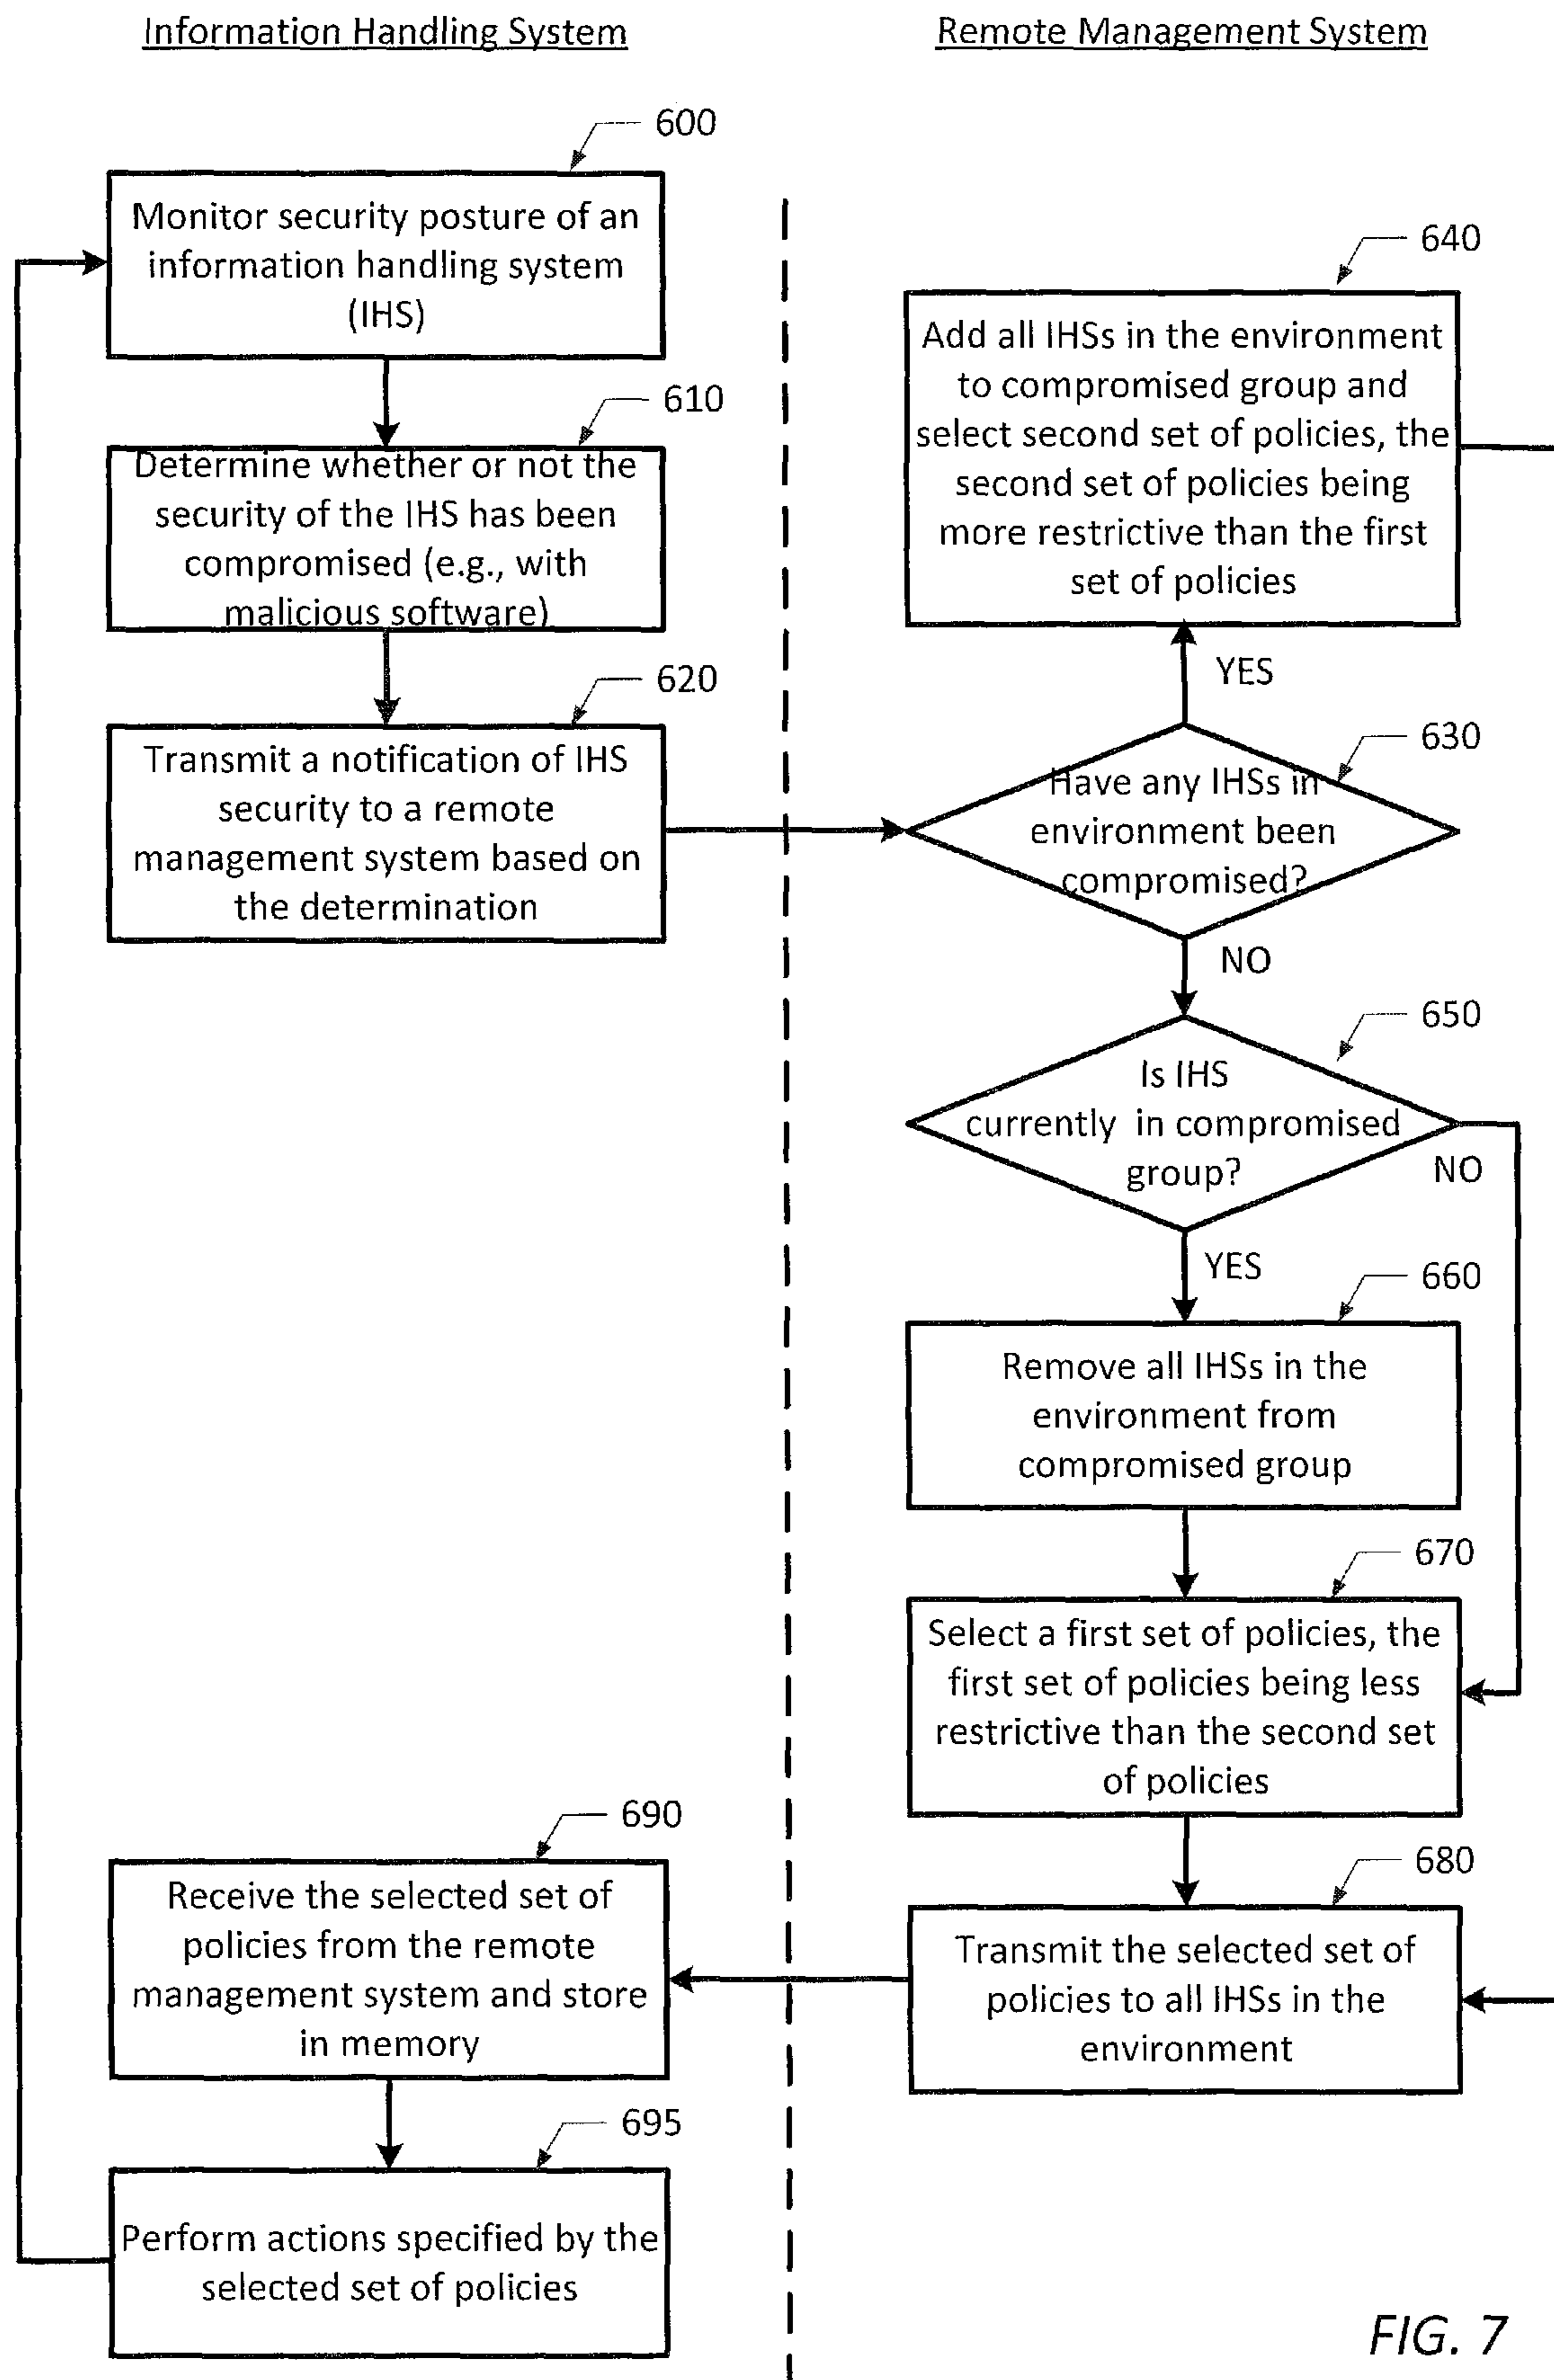 Information Handling System
Remote Management System
600
Monitor security posture of an
information handling system
(IHS)
610
Determine whether or not the
security of the IHS has been
compromised (e.g., with
malicious software)
620
Transmit a notification of IHS
security to a remote
management system based on
the determination
640
Add all IHSs in the environment
to compromised group and
select second set of policies, the
second set of policies being
more restrictive than the first
set of policies
YES
630
Have any IHSs in
environment been
compromised?
NO
650
Is IHS
currently in compromised
group?
NO
YES
660
Remove all IHSs in the
environment from
compromised group
670
Select a first set of policies, the
first set of policies being less
restrictive than the second set
of policies
680
Transmit the selected set of
policies to all IHSs in the
environment
690
Receive the selected set of
policies from the remote
management system and store
in memory
695
Perform actions specified by the
selected set of policies
FIG. 7